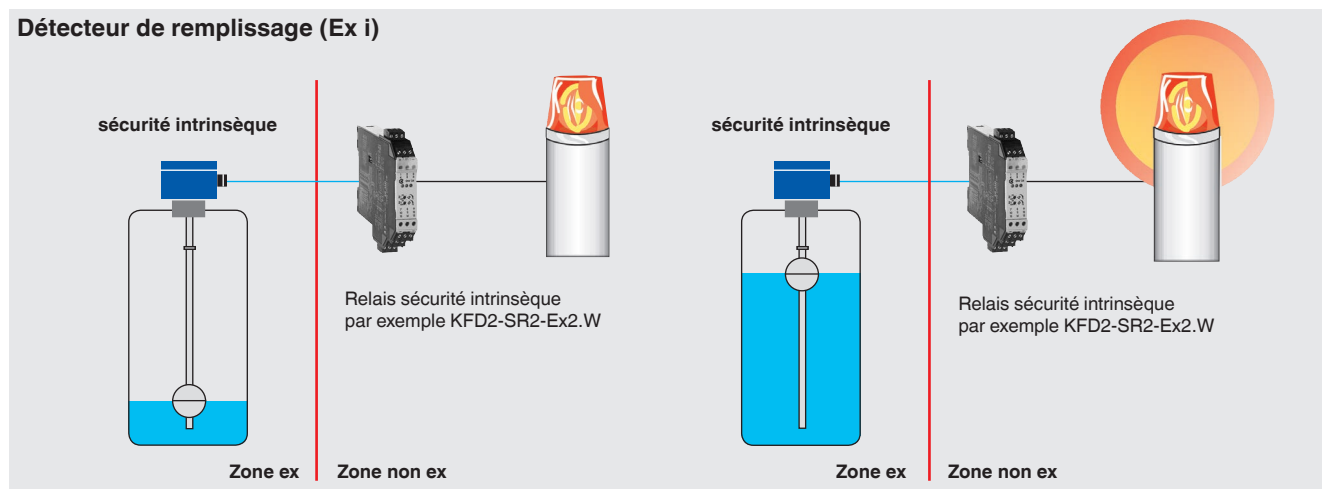 Détecteur de remplissage (Ex i)
sécurité intrinsèque
Relais sécurité intrinsèque
par exemple KFD2-SR2-Ex2.W
Zone ex
Zone non ex
sécurité intrinsèque
Relais sécurité intrinsèque
par exemple KFD2-SR2-Ex2.W
Zone ex
Zone non ex